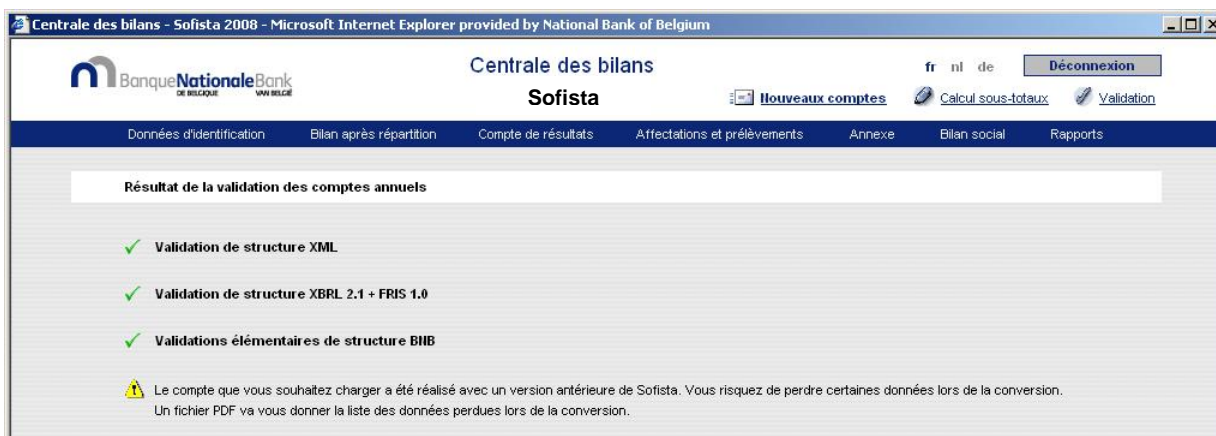 Centrale des bilans - Sofista 2008 - Microsoft Internet Explorer provided by National Bank of Belgium
BanqueNationaleBank
DE BELGIQUE VAN BELGIË
Centrale des bilans
Sofista
fr nl de
Déconnexion
Nouveaux comptes
Calcul sous-totaux
Validation
Données d'identification Bilan après répartition Compte de résultats Affectations et prélèvements Annexe Bilan social Rapports
Résultat de la validation des comptes annuels
Validation de structure XML
Validation de structure XBRL 2.1 + FRIS 1.0
Validations élémentaires de structure BNB
Le compte que vous souhaitez charger a été réalisé avec un version antérieure de Sofista. Vous risquez de perdre certaines données lors de la conversion.
Un fichier PDF va vous donner la liste des données perdues lors de la conversion.